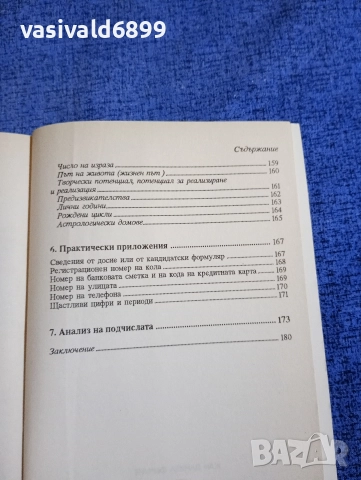 vasivald6899
Съдържание
Число на израза 159
Път на живота (жизнен път) 160
Творчески потенциал, потенциал за реализиране
и реализация 161
Предизвикателства 162
Лични години 163
Рождени цикли 164
Астрологически домове 165
6. Практически приложения 167
Сведения от досие или от кандидатски формуляр 167
Регистрационен номер на кола 168
Номер на банковата сметка и на кода на кредитната карта 169
Номер на улицата 169
Номер на телефона 170
Щастливи цифри и периоди 171
7. Анализ на подчислата 173
Заключение 180
BAZAR